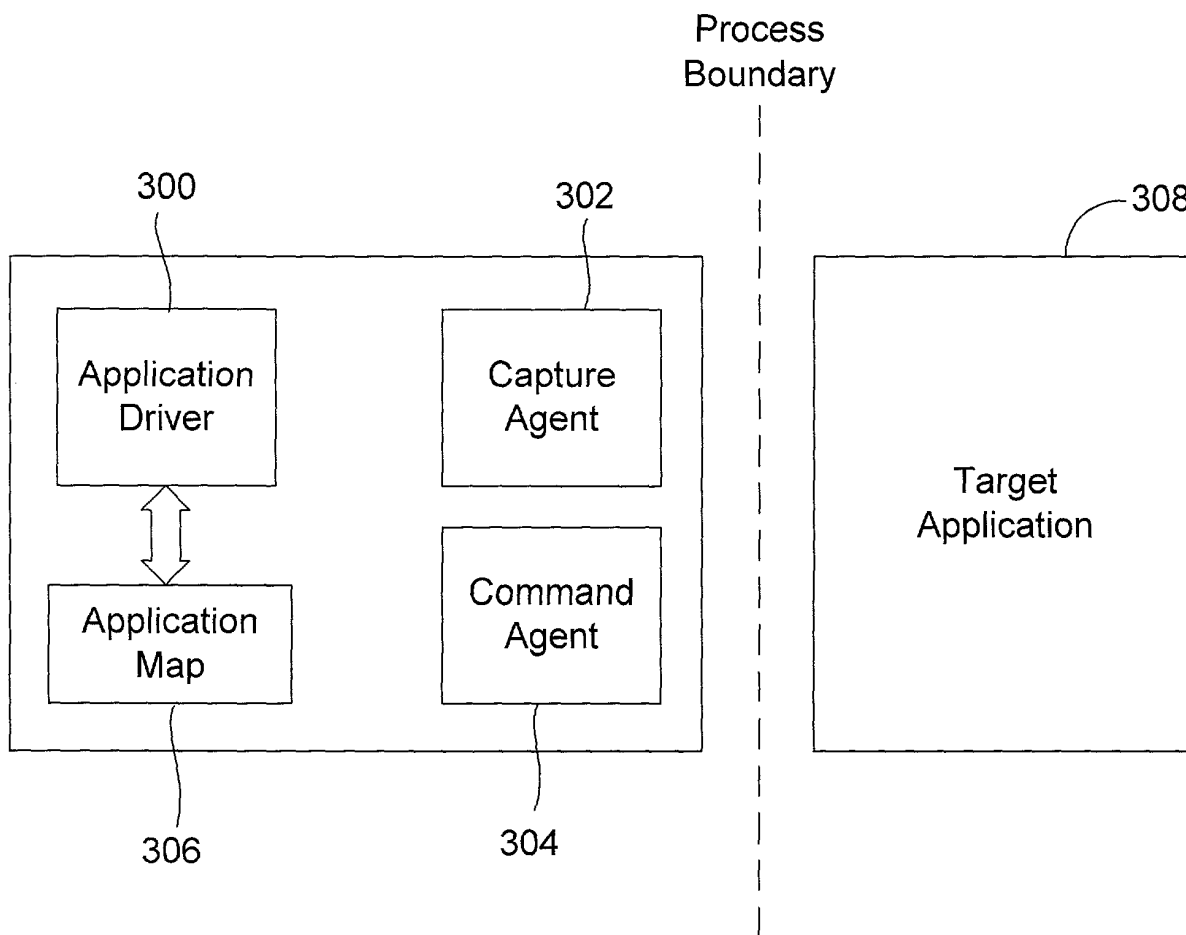 Process
Boundary
300
302
308
Application
Driver
Capture
Agent
Target
Application
Application
Map
Command
Agent
306
304